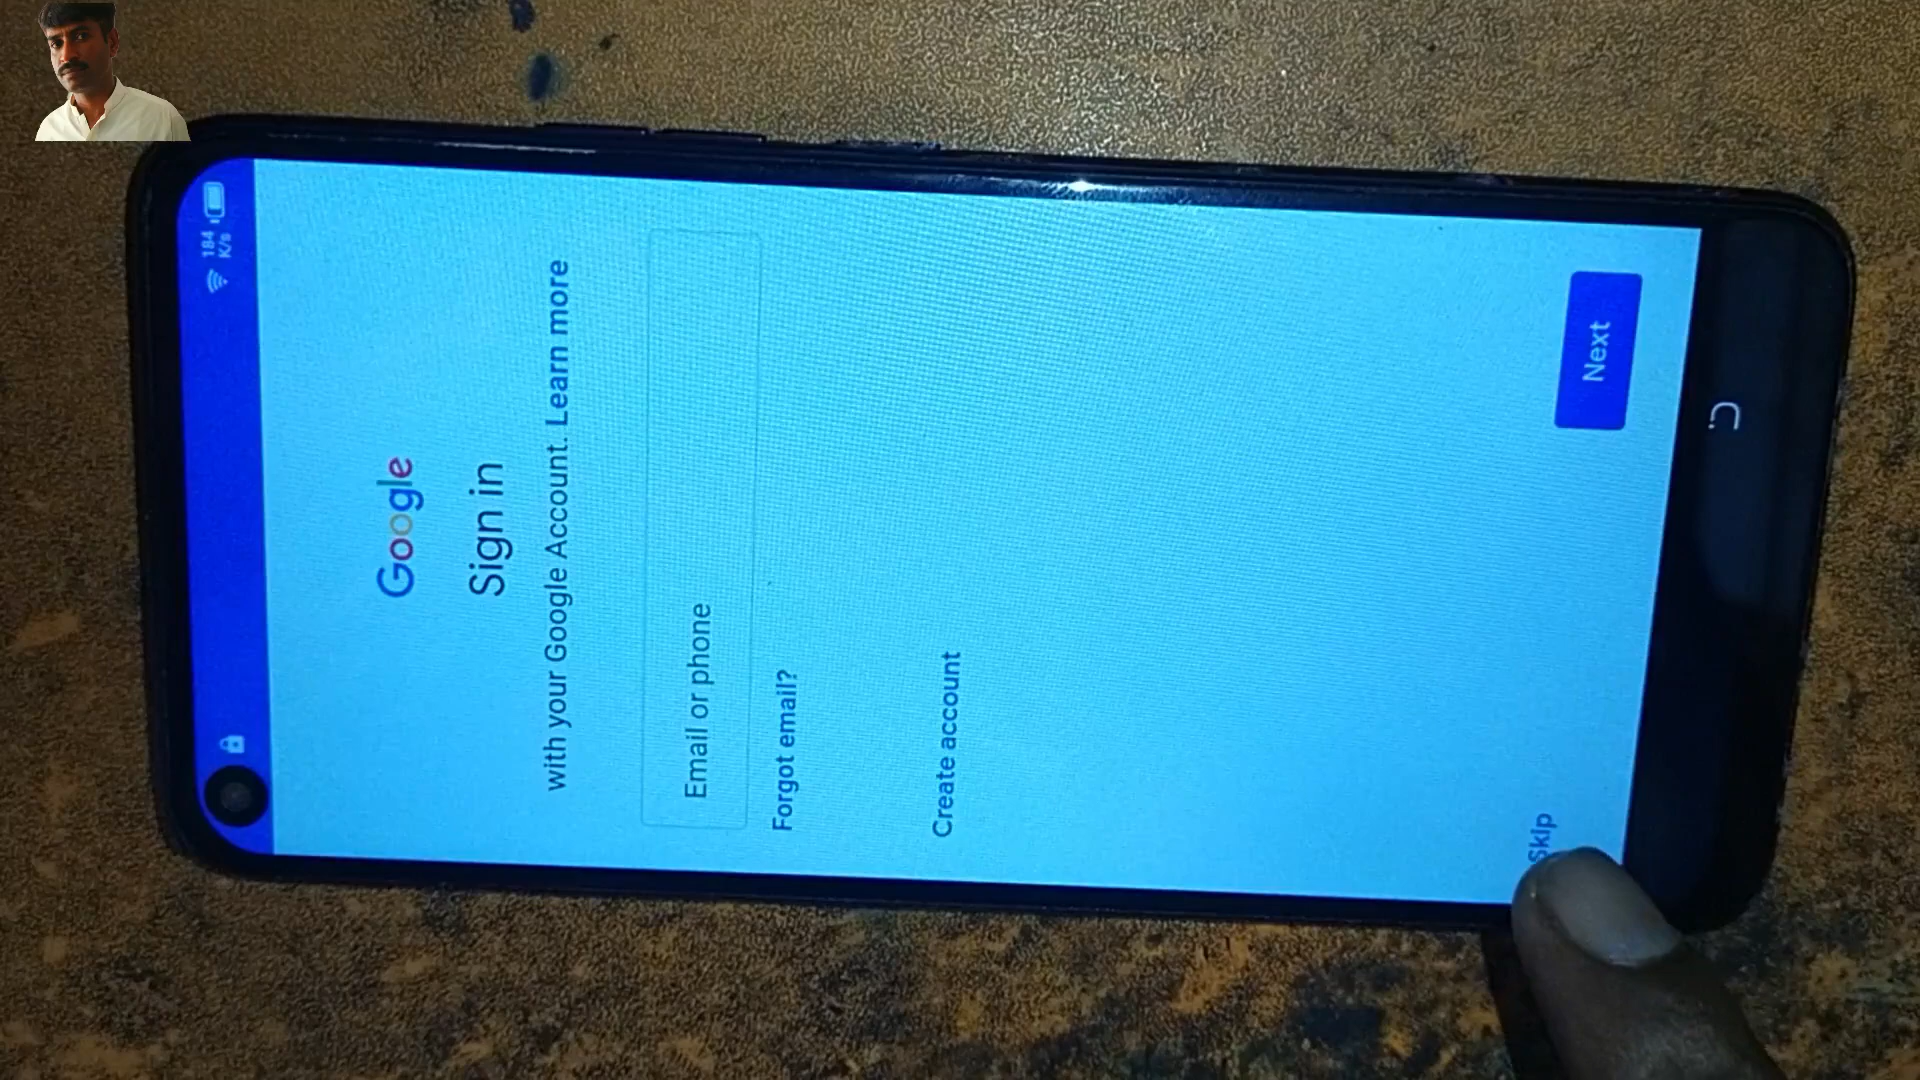 184
K/s
Google
Sign in
with your Google Account. Learn more
Email or phone
Forgot email?
Create account
Skip
Next